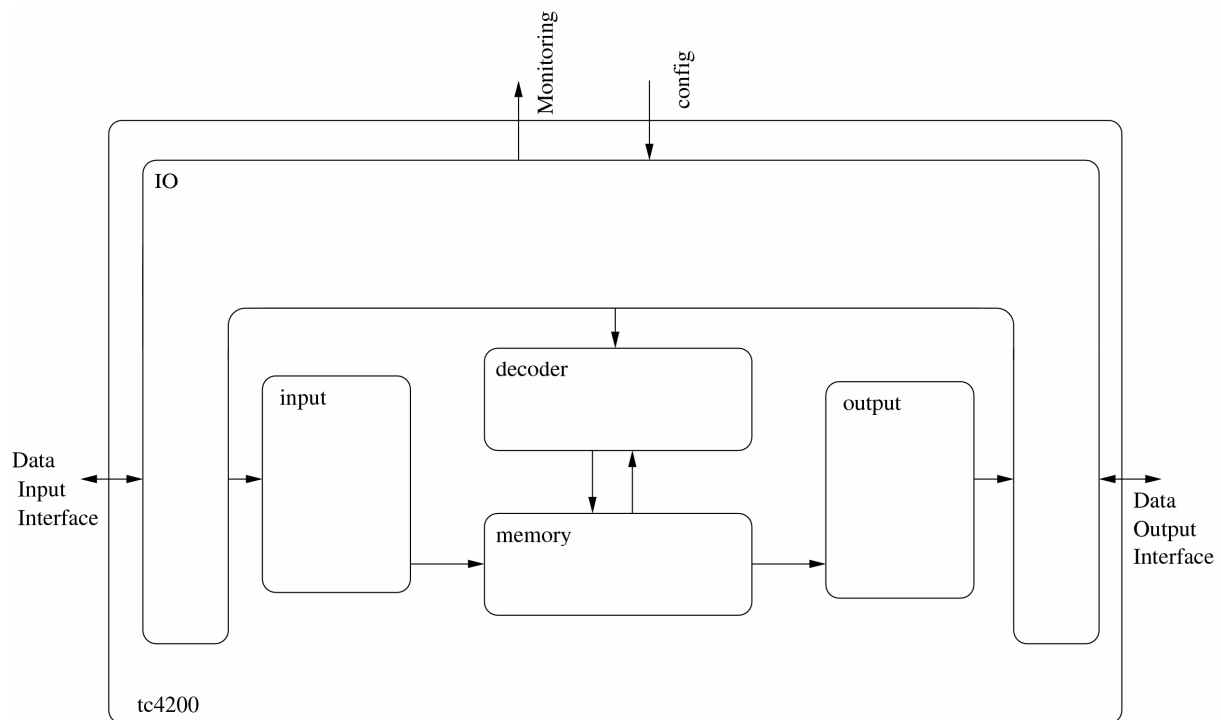 Monitoring
config
IO
decoder
input
output
Data
Input
Interface
memory
Data
Output
Interface
tc4200